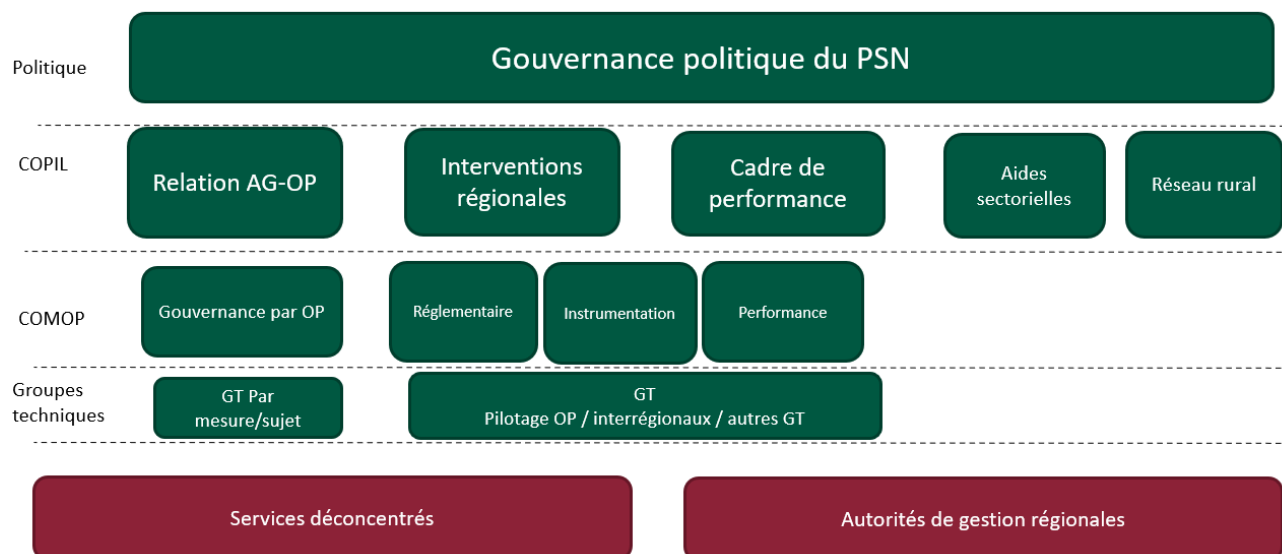 Politique
Gouvernance politique du PSN
COPIL
Relation AG-OP
Interventions
régionales
Cadre de
performance
Aides
sectorielles
Réseau rural
COMOP
Gouvernance par OP
Réglementaire
Instrumentation
Performance
Groupes
techniques
GT Par
mesure/sujet
GT
Pilotage OP / interrégionaux / autres GT
Services déconcentrés
Autorités de gestion régionales